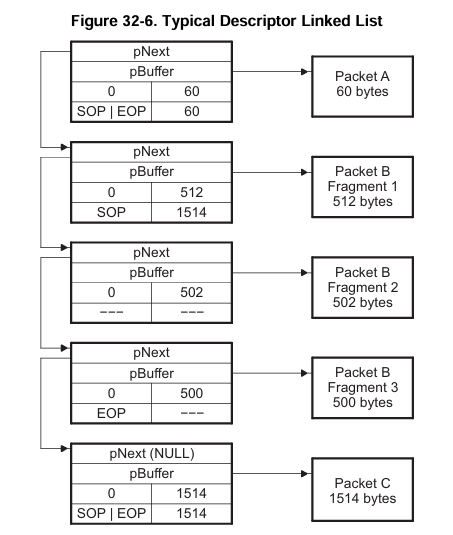 Figure 32-6. Typical Descriptor Linked List
pNext
pBuffer
0 60
SOP | EOP 60
Packet A
60 bytes
pNext
pBuffer
0 512
SOP 1514
Packet B
Fragment 1
512 bytes
pNext
pBuffer
0 502
--- ---
Packet B
Fragment 2
502 bytes
pNext
pBuffer
0 500
EOP ---
Packet B
Fragment 3
500 bytes
pNext (NULL)
pBuffer
0 1514
SOP | EOP 1514
Packet C
1514 bytes